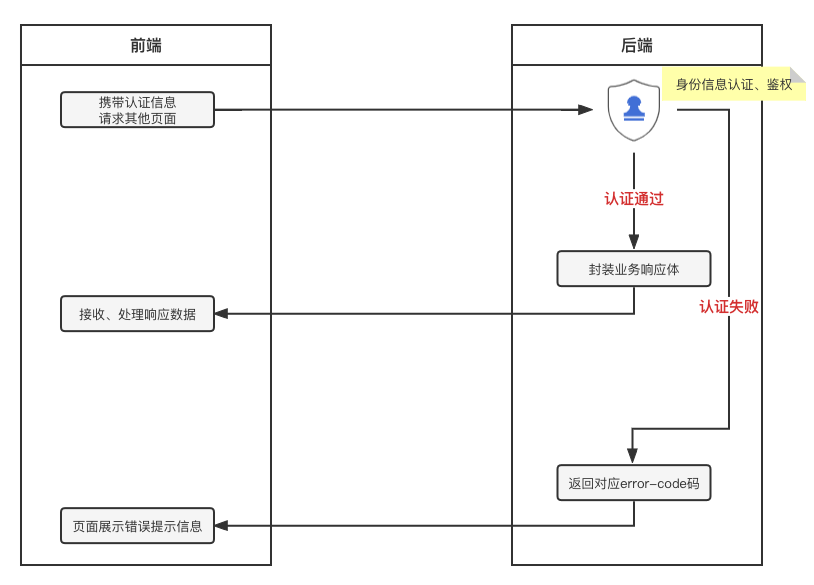 前端
后端
身份信息认证、鉴权
携带认证信息
请求其他页面
认证通过
封装业务响应体
认证失败
接收、处理响应数据
返回对应error-code码
页面展示错误提示信息